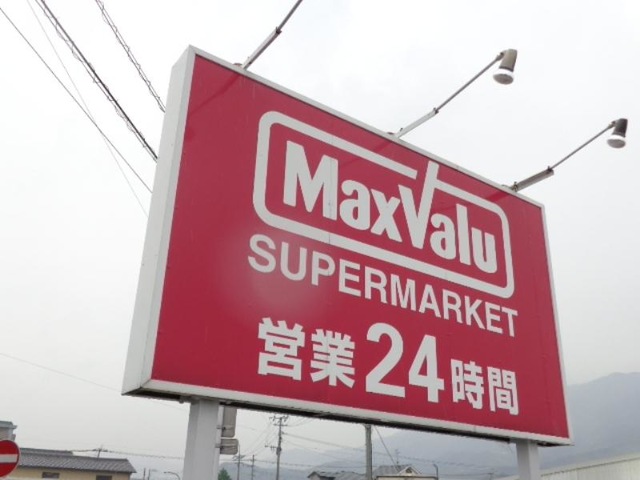 MaxValu
SUPERMARKET
営業24時間